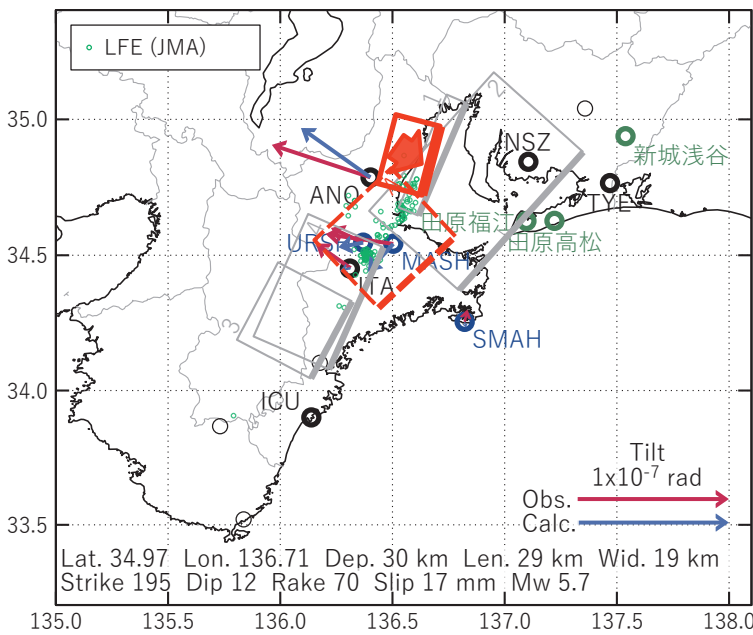 LFE (JMA)
35.0
NSZ
新城浅谷
ANO
TYE
田原福江
田原高松
34.5
URSH
MASH
ITA
SMAH
34.0
ICU
Tilt
1x10-7 rad
Obs.
Calc.
33.5
Lat. 34.97 Lon. 136.71 Dep. 30 km Len. 29 km Wid. 19 km
Strike 195 Dip 12 Rake 70 Slip 17 mm Mw 5.7
135.0 135.5 136.0 136.5 137.0 137.5 138.0
1
2
3